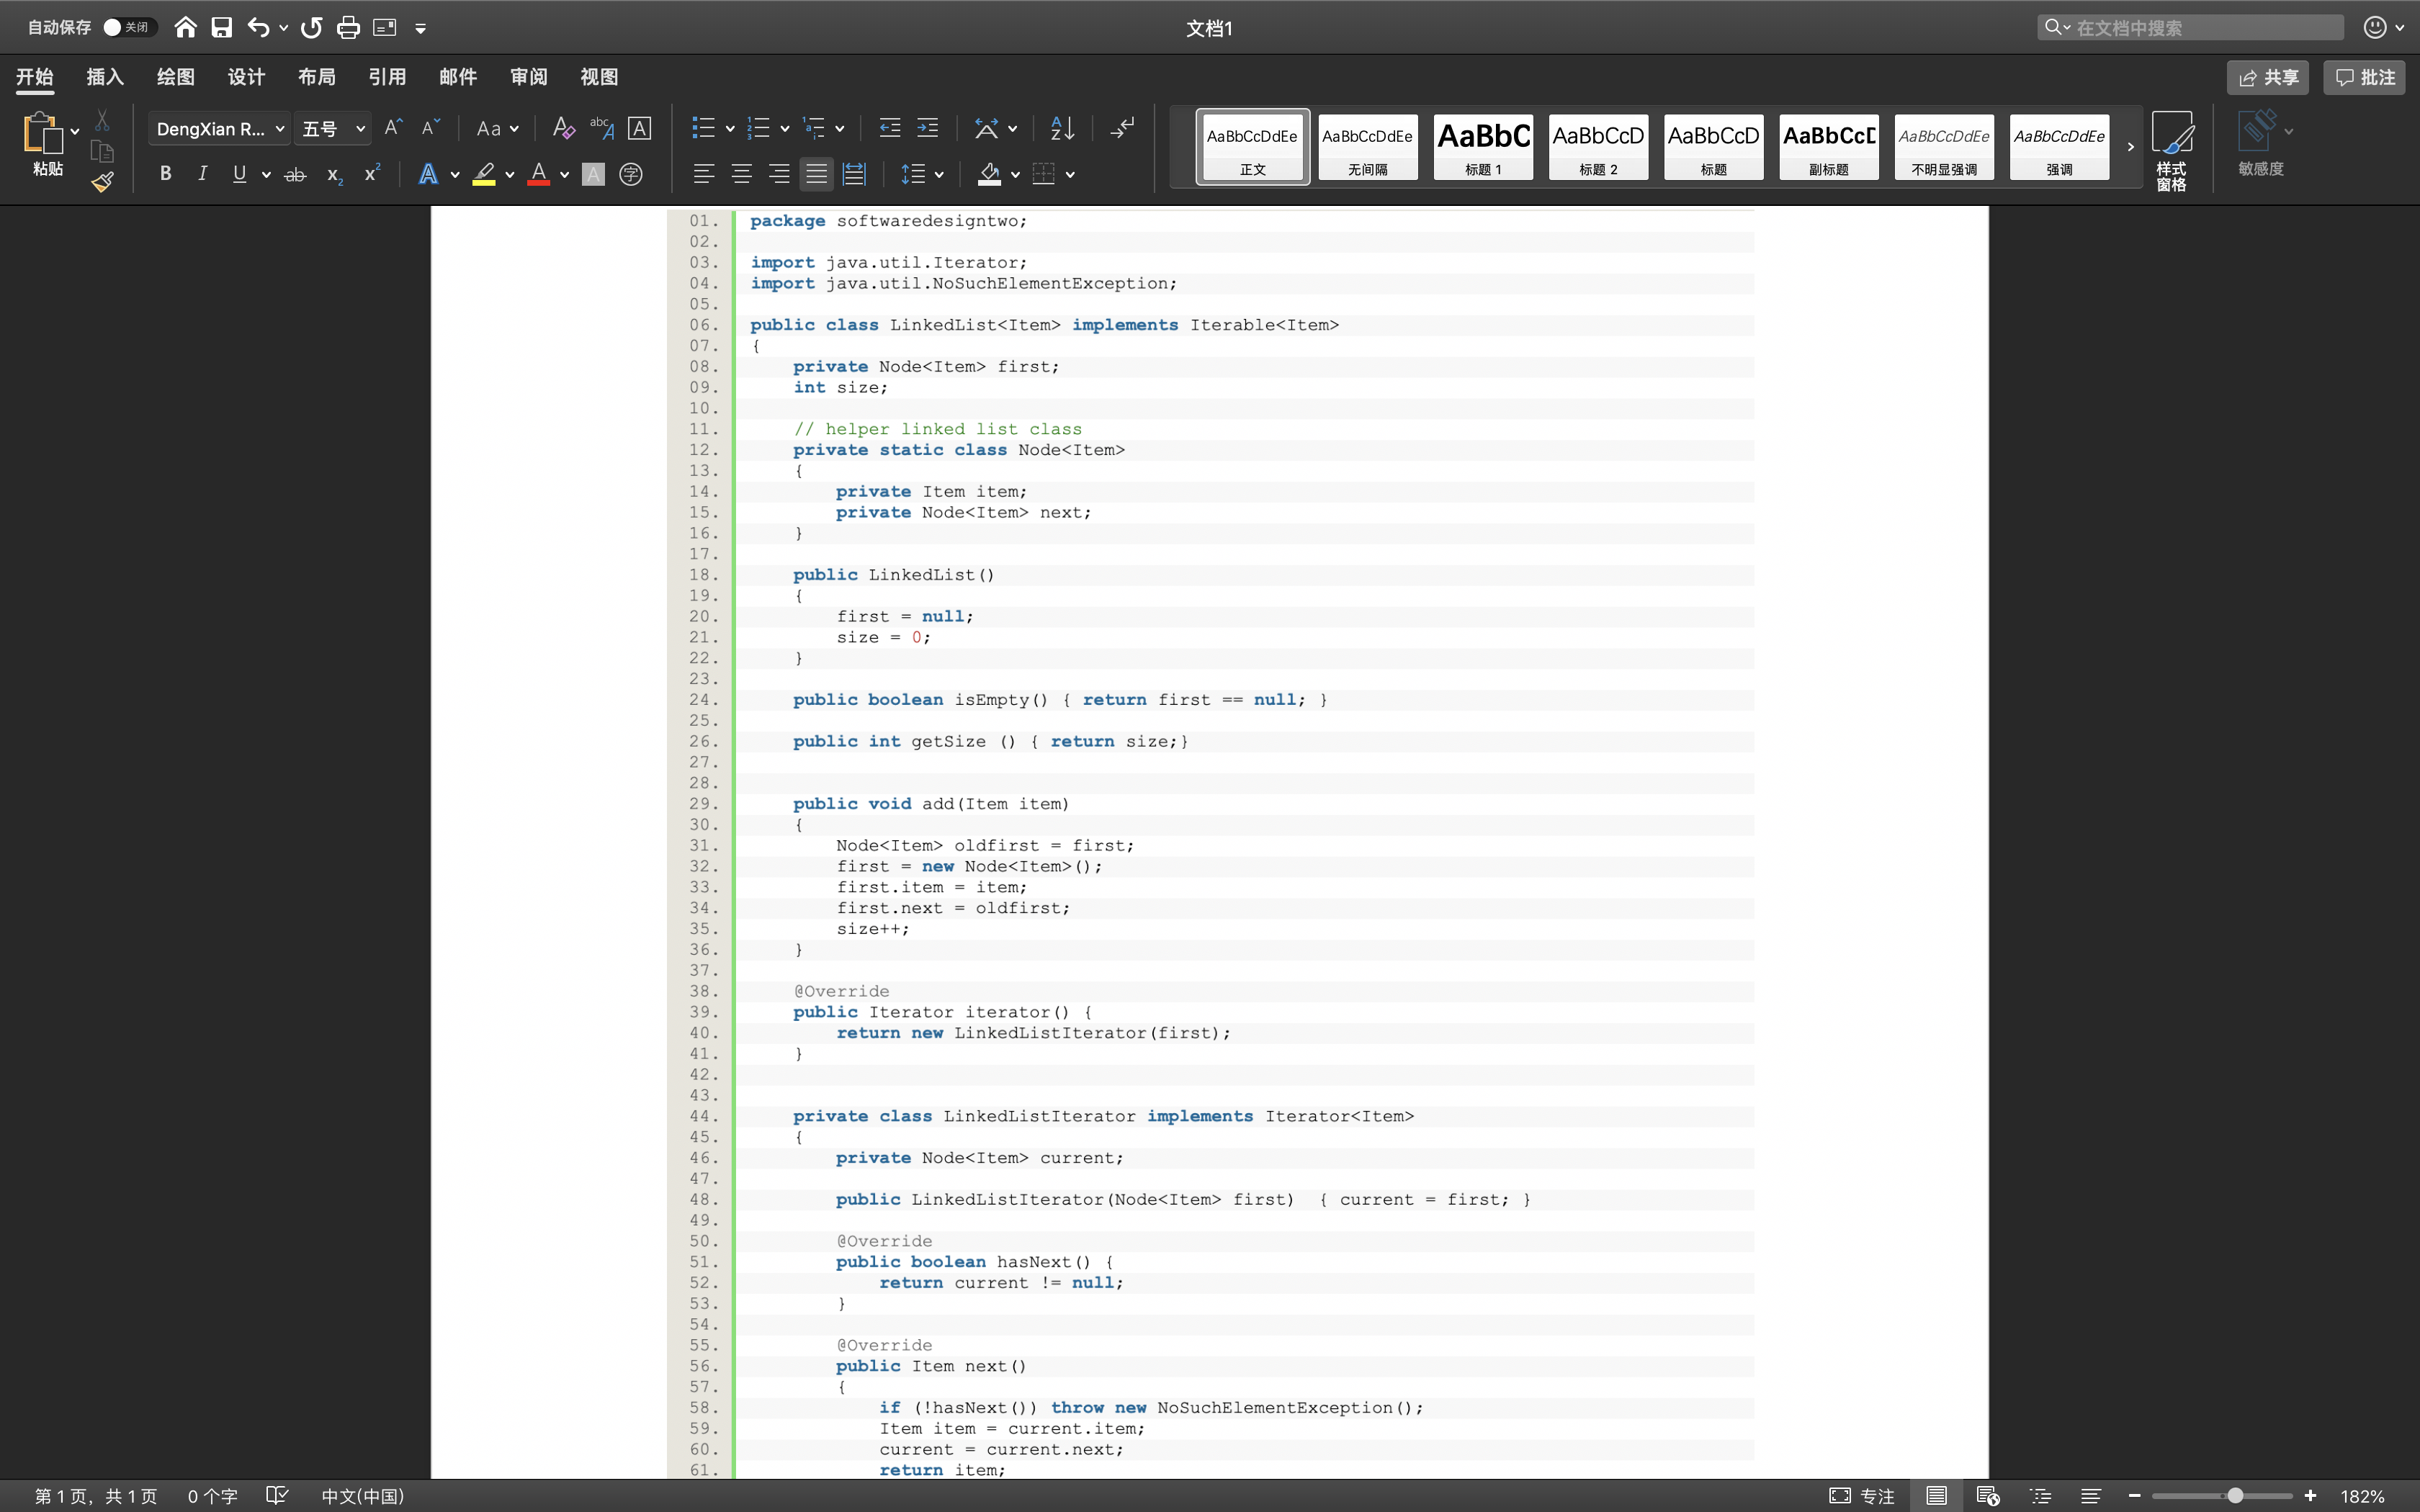 自动保存 关闭 文档1 在文档中搜索
开始 插入 绘图 设计 布局 引用 邮件 审阅 视图 共享 批注
粘贴 DengXian R... 五号 Aa
AaBbCcDdEe AaBbCcDdEe AaBbC AaBbCcD AaBbCcD AaBbCcD AaBbCcDdEe AaBbCcDdEe
正文 无间隔 标题 1 标题 2 标题 副标题 不明显强调 强调 样式窗格 敏感度
01. package softwaredesigntwo;
02.
03. import java.util.Iterator;
04. import java.util.NoSuchElementException;
05.
06. public class LinkedList<Item> implements Iterable<Item>
07. {
08.     private Node<Item> first;
09.     int size;
10.
11.     // helper linked list class
12.     private static class Node<Item>
13.     {
14.         private Item item;
15.         private Node<Item> next;
16.     }
17.
18.     public LinkedList()
19.     {
20.         first = null;
21.         size = 0;
22.     }
23.
24.     public boolean isEmpty() { return first == null; }
25.
26.     public int getSize () { return size;}
27.
28.
29.     public void add(Item item)
30.     {
31.         Node<Item> oldfirst = first;
32.         first = new Node<Item>();
33.         first.item = item;
34.         first.next = oldfirst;
35.         size++;
36.     }
37.
38.     @Override
39.     public Iterator iterator() {
40.         return new LinkedListIterator(first);
41.     }
42.
43.
44.     private class LinkedListIterator implements Iterator<Item>
45.     {
46.         private Node<Item> current;
47.
48.         public LinkedListIterator(Node<Item> first)  { current = first; }
49.
50.         @Override
51.         public boolean hasNext() {
52.             return current != null;
53.         }
54.
55.         @Override
56.         public Item next()
57.         {
58.             if (!hasNext()) throw new NoSuchElementException();
59.             Item item = current.item;
60.             current = current.next;
61.             return item;
第 1 页，共 1 页 0 个字 中文(中国) 专注 182%